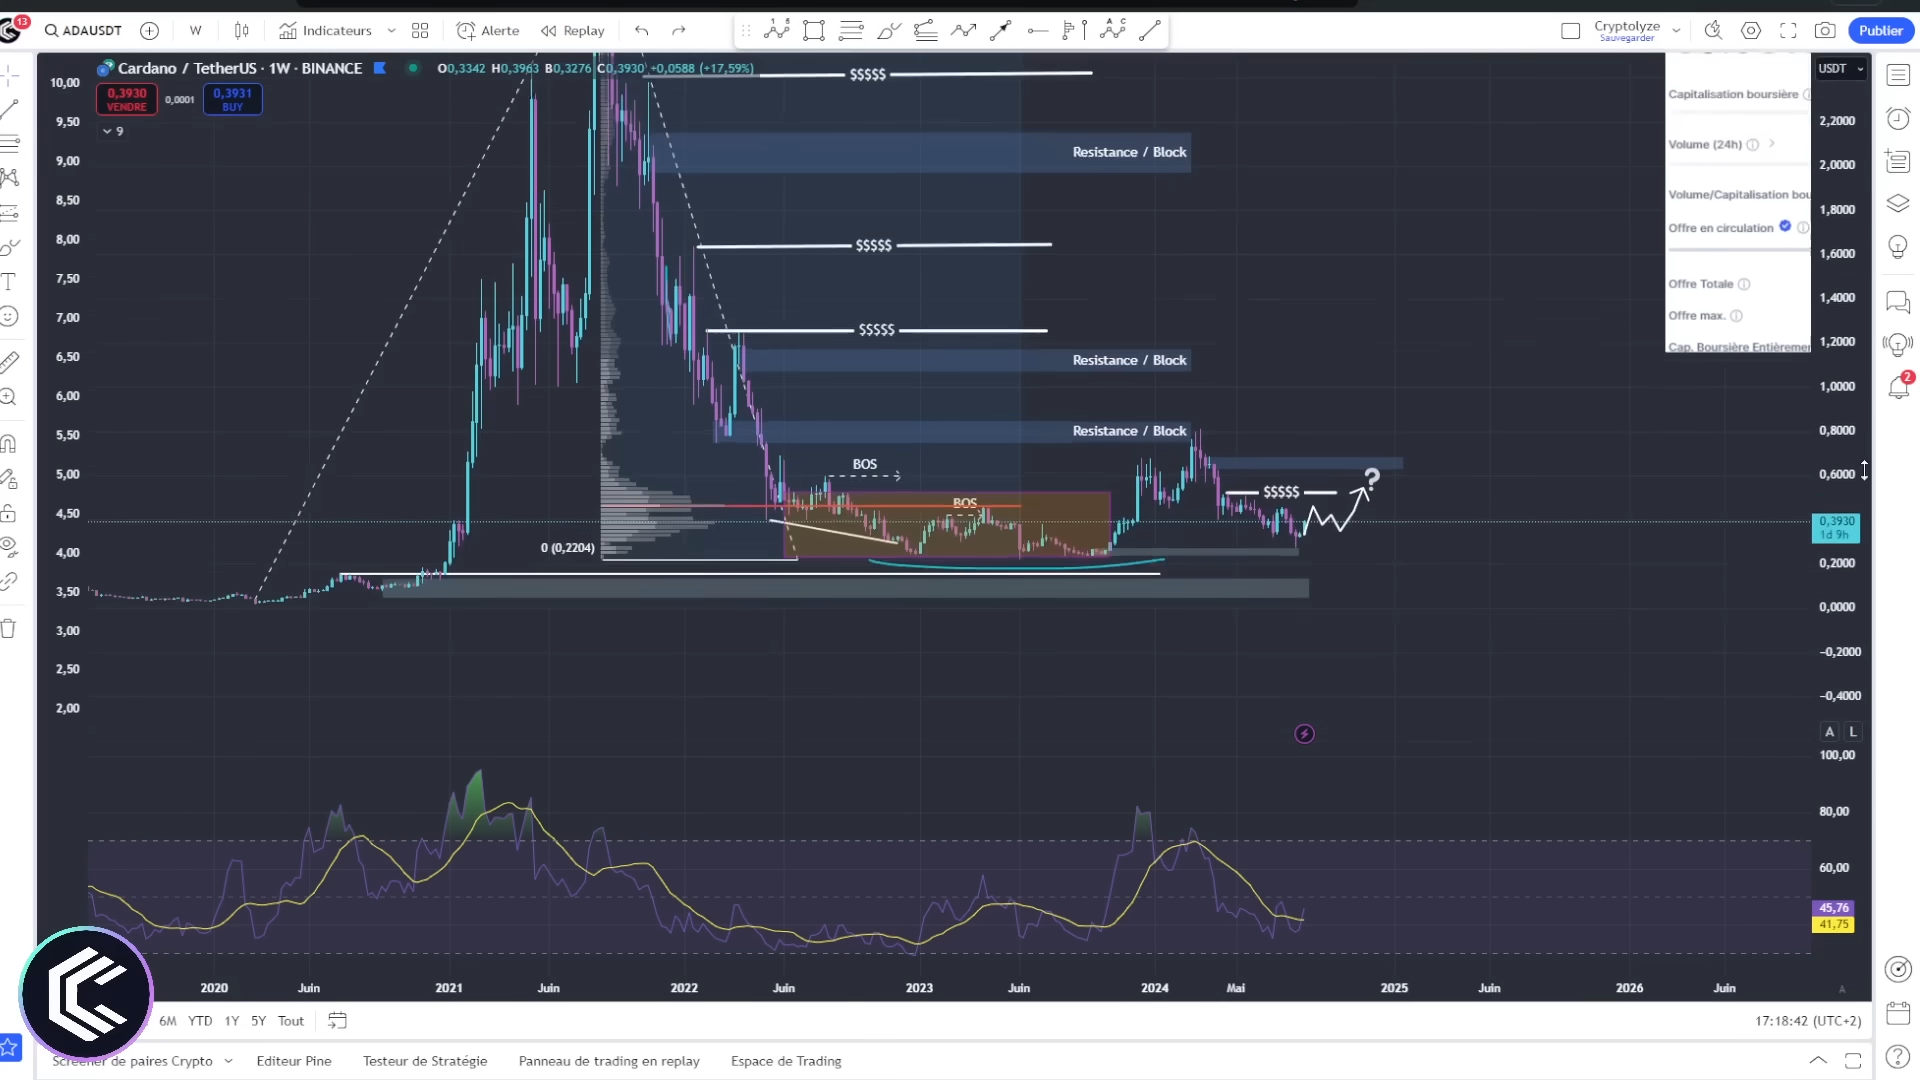 13
ADAUSDT
W
Indicateurs
Alerte
Replay
Cryptolyze
Sauvegarder
Publier
Cardano / TetherUS · 1W · BINANCE
O0,3342 H0,3963 B0,3276 C0,3930 +0,0588 (+17,59%)
0,3930
VENDRE
0,0001
0,3931
BUY
9
USDT
10,00
9,50
9,00
8,50
8,00
7,50
7,00
6,50
6,00
5,50
5,00
4,50
4,00
3,50
3,00
2,50
2,00
$$$$$
Resistance / Block
$$$$$
$$$$$
Resistance / Block
Resistance / Block
BOS
BOS
$$$$$
?
0 (0,2204)
Capitalisation boursière
Volume (24h)
Volume/Capitalisation bou
Offre en circulation
Offre Totale
Offre max.
Cap. Boursière Entièremer
2,2000
2,0000
1,8000
1,6000
1,4000
1,2000
1,0000
0,8000
0,6000
0,3930
1d 9h
0,2000
0,0000
−0,2000
−0,4000
A L
100,00
80,00
60,00
45,76
41,75
2
2020 Juin 2021 Juin 2022 Juin 2023 Juin 2024 Mai 2025 Juin 2026 Juin
A
6M YTD 1Y 5Y Tout
17:18:42 (UTC+2)
Screener de paires Crypto
Editeur Pine
Testeur de Stratégie
Panneau de trading en replay
Espace de Trading